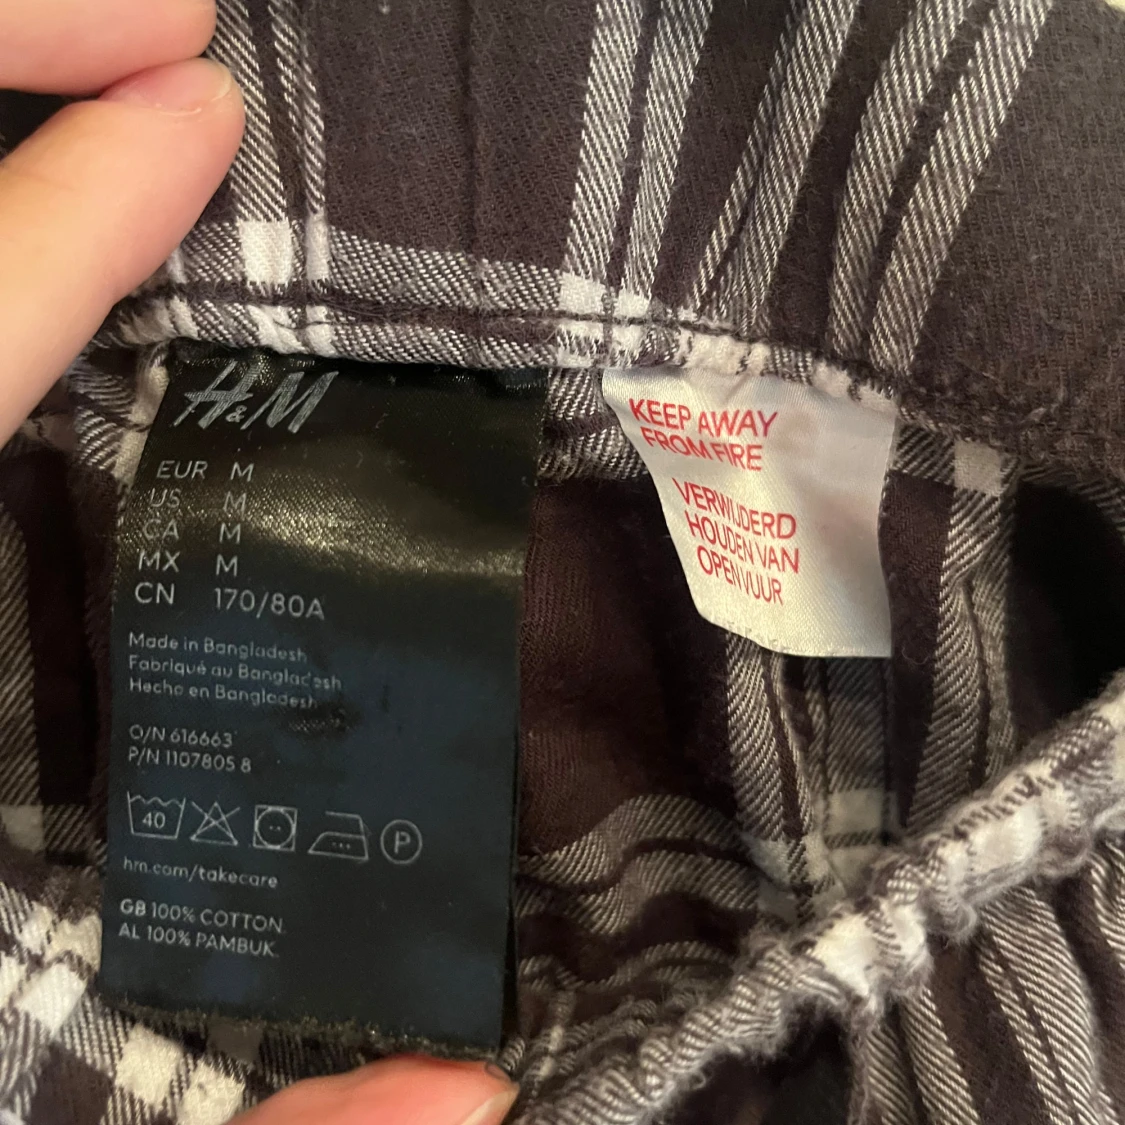 H&M
EUR M
US M
CA M
MX M
CN 170/80A
Made in Bangladesh
Fabriqué au Bangladesh
Hecho en Bangladesh
O/N 616663
P/N 1107805 8
40
P
hm.com/takecare
GB 100% COTTON
AL 100% PAMBUK
KEEP AWAY
FROM FIRE
VERWIJDERD
HOUDEN VAN
OPEN VUUR